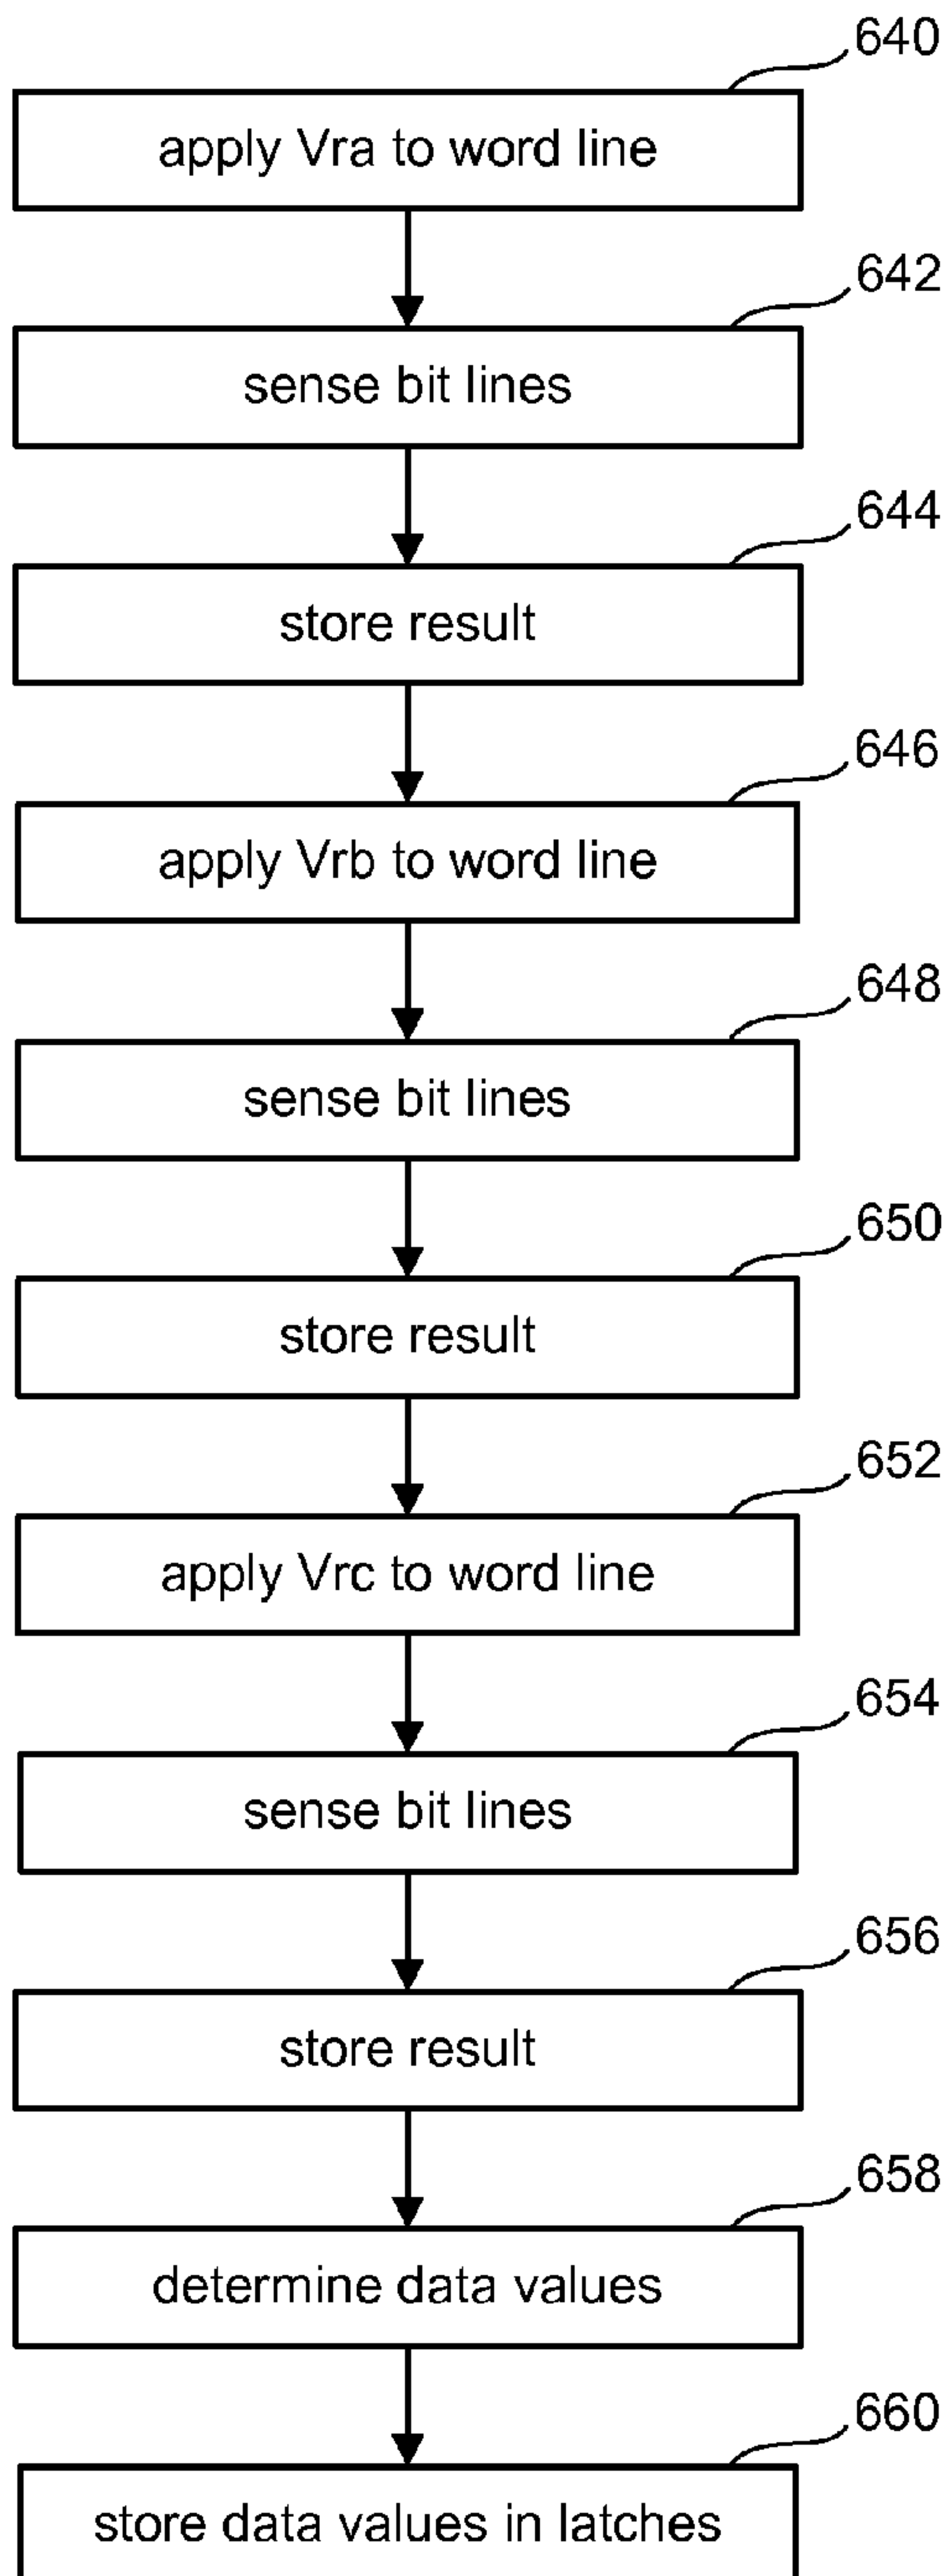 640
apply Vra to word line
642
sense bit lines
644
store result
646
apply Vrb to word line
648
sense bit lines
650
store result
652
apply Vrc to word line
654
sense bit lines
656
store result
658
determine data values
660
store data values in latches